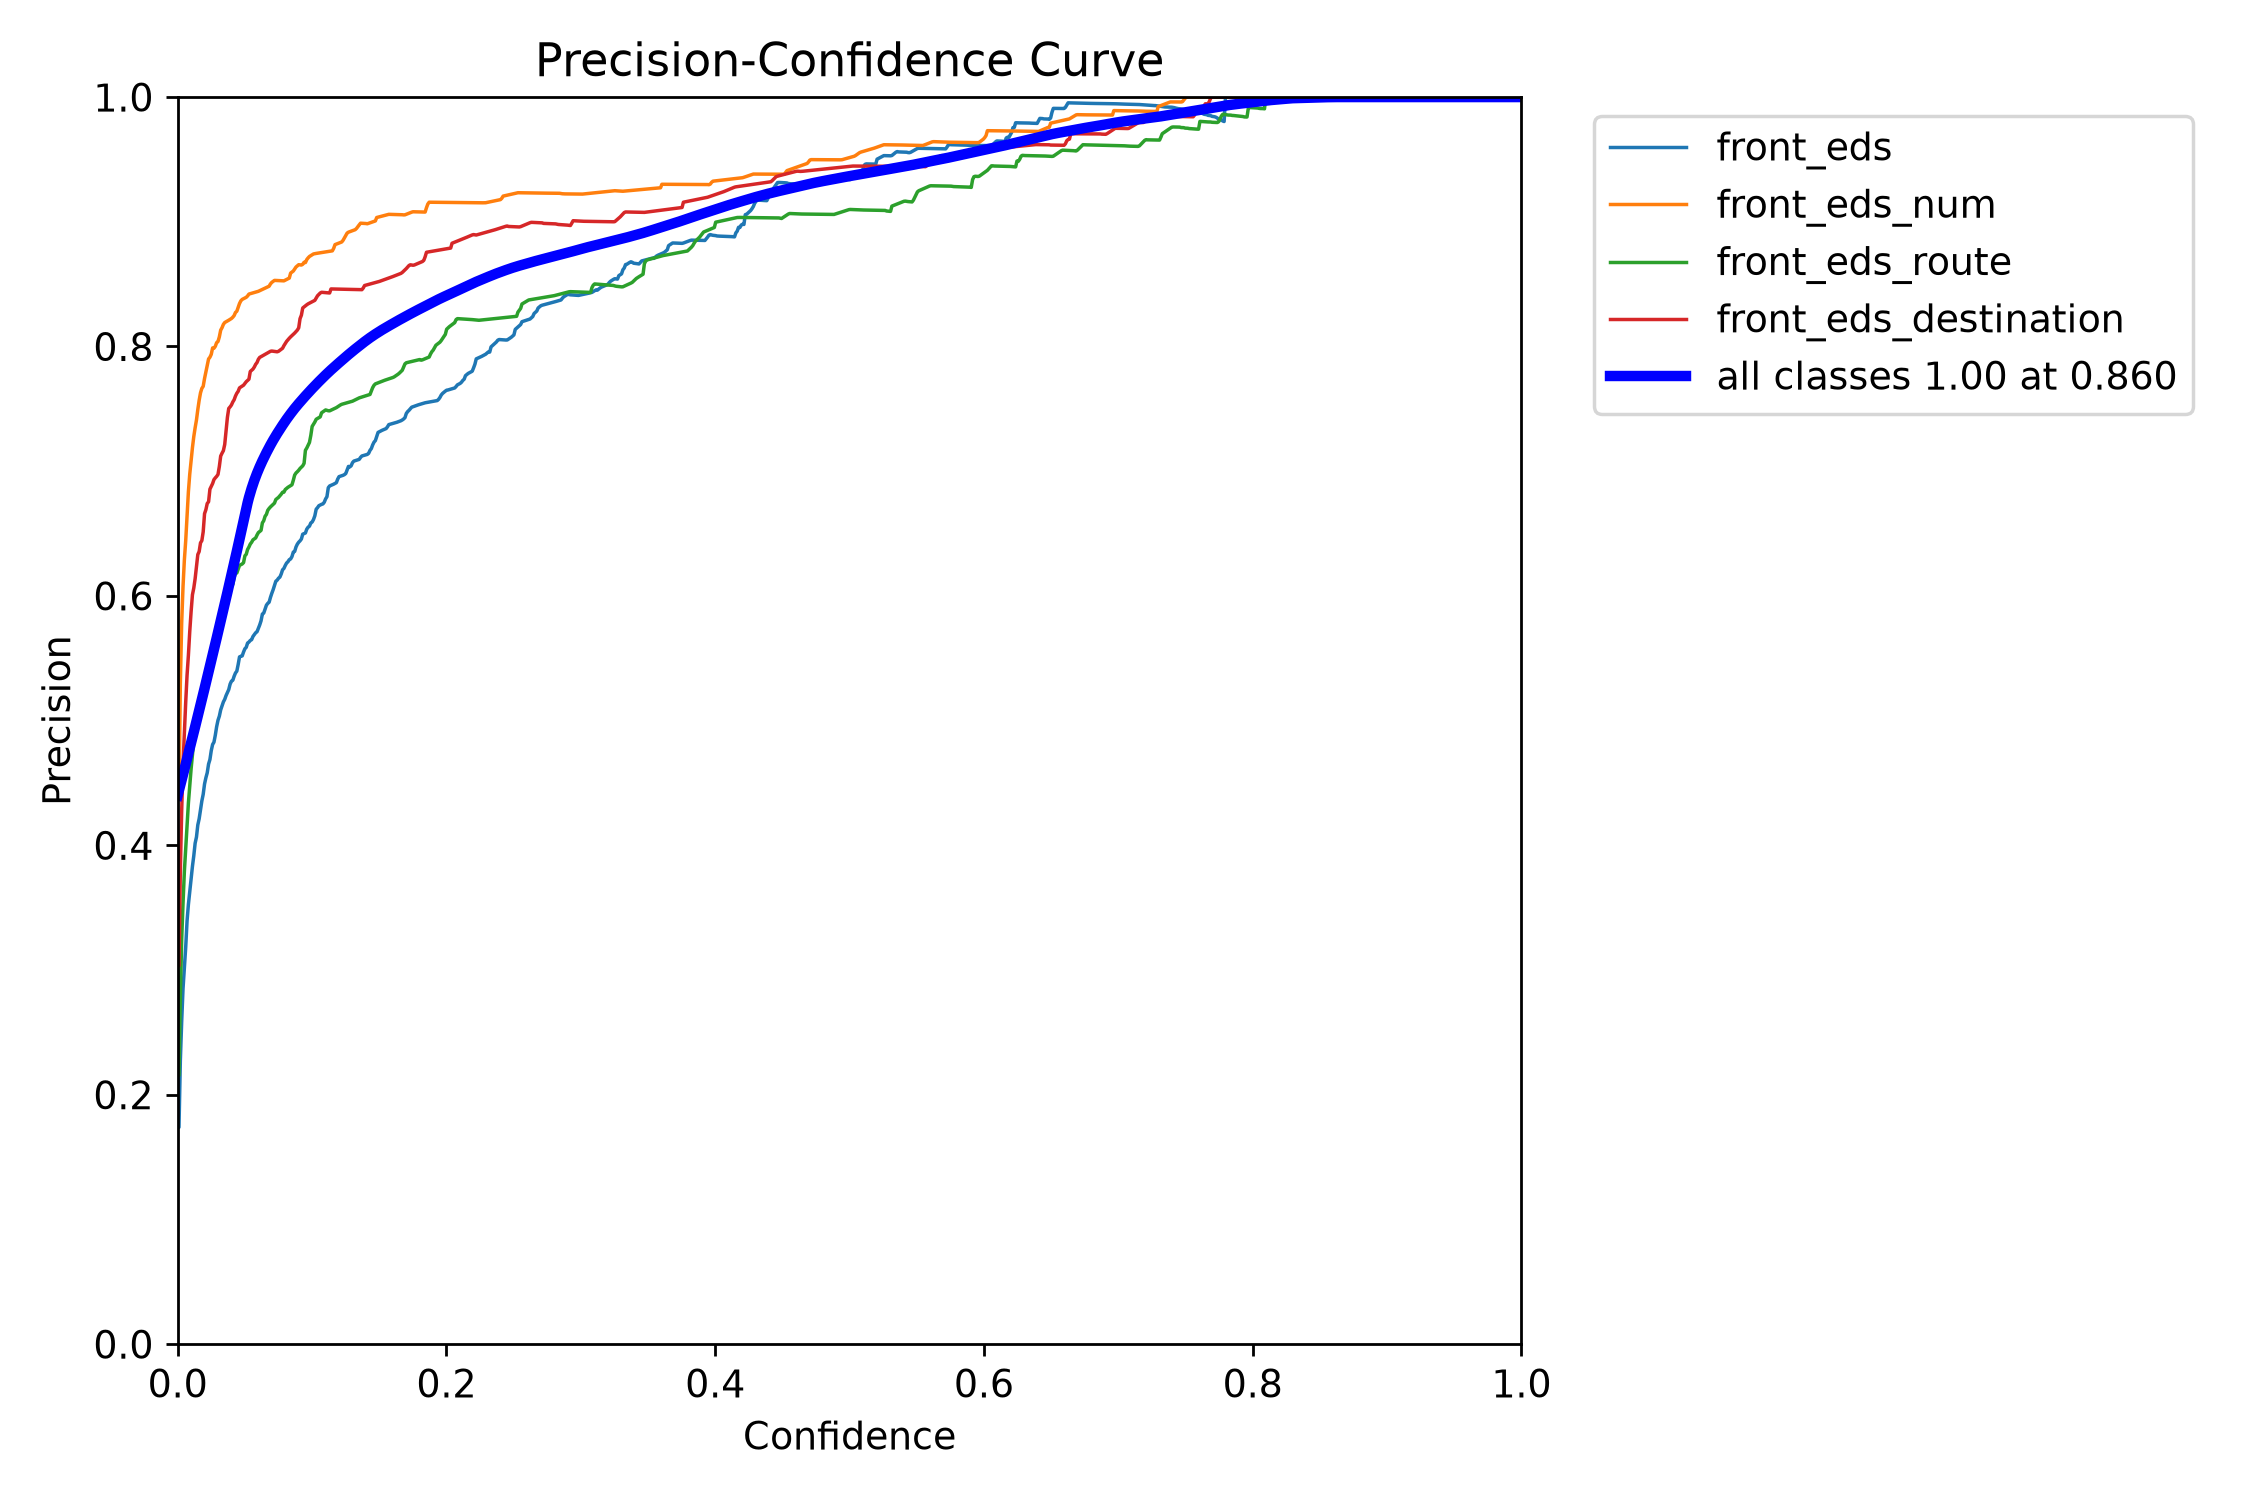 Precision-Confidence Curve
1.0
0.8
0.6
0.4
0.2
0.0
Precision
0.0 0.2 0.4 0.6 0.8 1.0
Confidence
front_eds
front_eds_num
front_eds_route
front_eds_destination
all classes 1.00 at 0.860